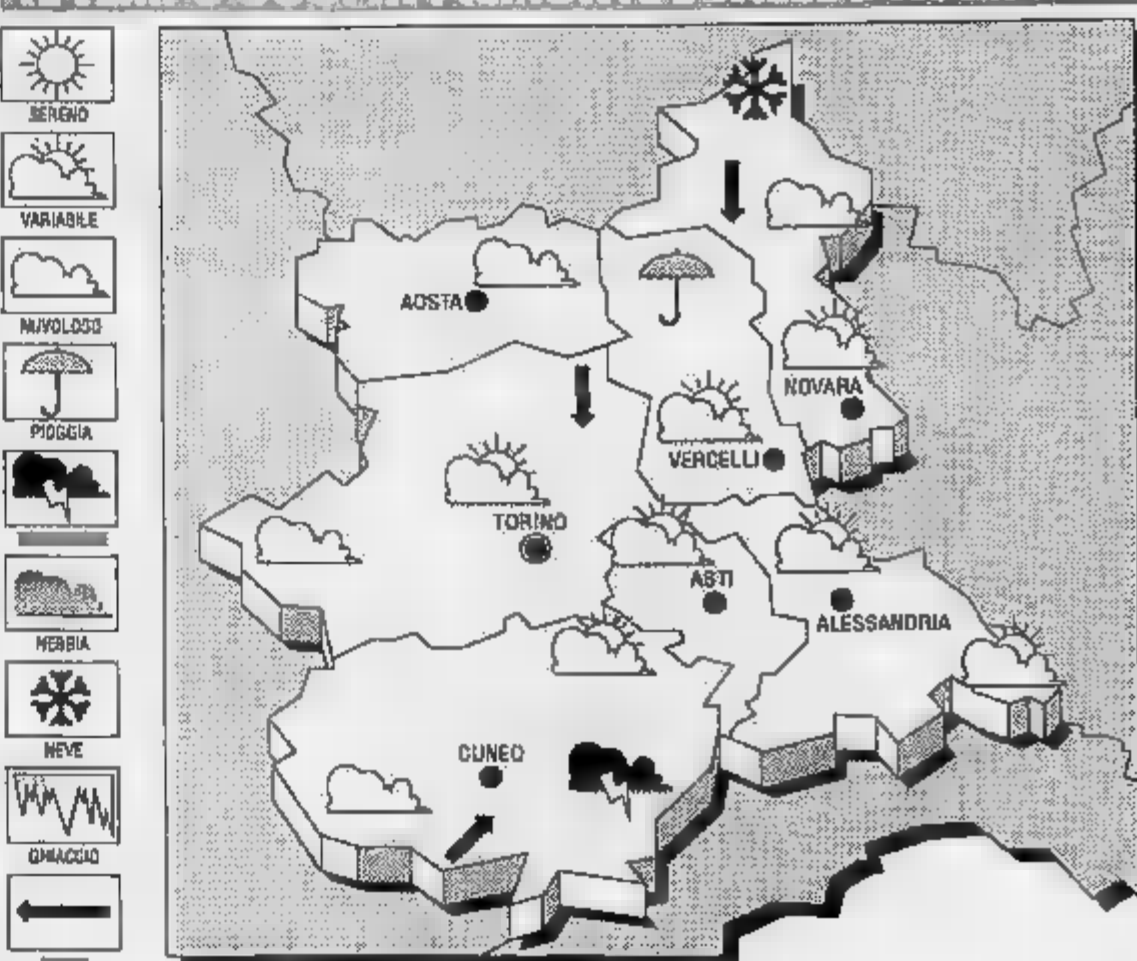 SERENO
VARIABILE
NUVOLOSO
PIOGGIA
NEBBIA
NEVE
GHIACCIO
AOSTA
NOVARA
VERCELLI
TORINO
ASTI
ALESSANDRIA
CUNEO